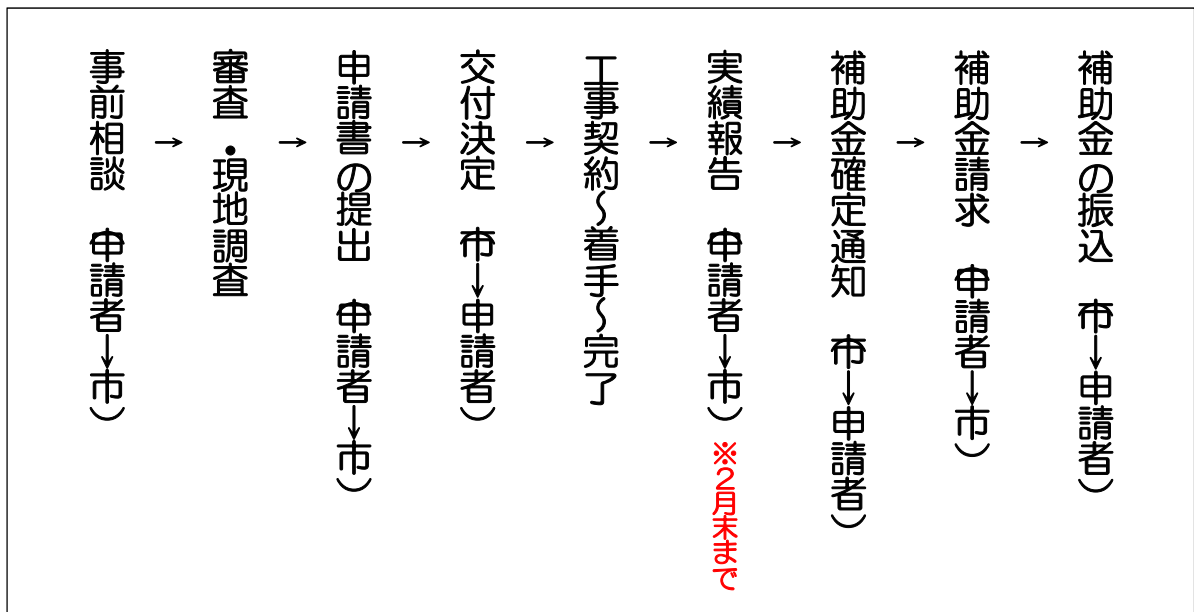 事前相談　（申請者→市）
→
審査・現地調査
→
申請書の提出　（申請者→市）
→
交付決定　（市→申請者）
→
工事契約～着手～完了
→
実績報告　（申請者→市）※２月末まで
→
補助金確定通知　（市→申請者）
→
補助金請求　（申請者→市）
→
補助金の振込　（市→申請者）